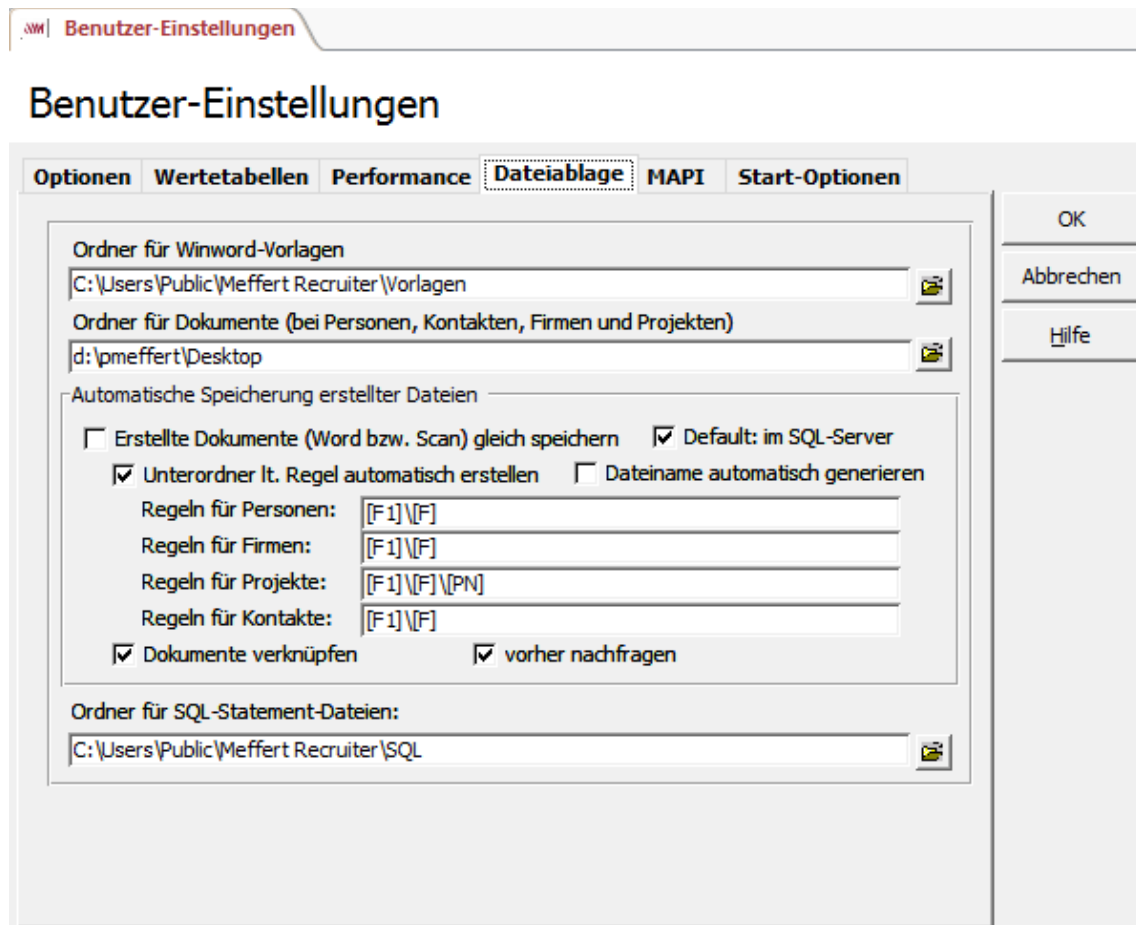 Benutzer-Einstellungen
Benutzer-Einstellungen
Optionen Wertetabellen Performance Dateiablage MAPI Start-Optionen
OK
Ordner für Winword-Vorlagen
C:\Users\Public\Meffert Recruiter\Vorlagen
Abbrechen
Ordner für Dokumente (bei Personen, Kontakten, Firmen und Projekten)
Hilfe
d:\pmeffert\Desktop
Automatische Speicherung erstellter Dateien
Erstellte Dokumente (Word bzw. Scan) gleich speichern Default: im SQL-Server
Unterordner lt. Regel automatisch erstellen Dateiname automatisch generieren
Regeln für Personen: [F1]\[F]
Regeln für Firmen: [F1]\[F]
Regeln für Projekte: [F1]\[F]\[PN]
Regeln für Kontakte: [F1]\[F]
Dokumente verknüpfen vorher nachfragen
Ordner für SQL-Statement-Dateien:
C:\Users\Public\Meffert Recruiter\SQL